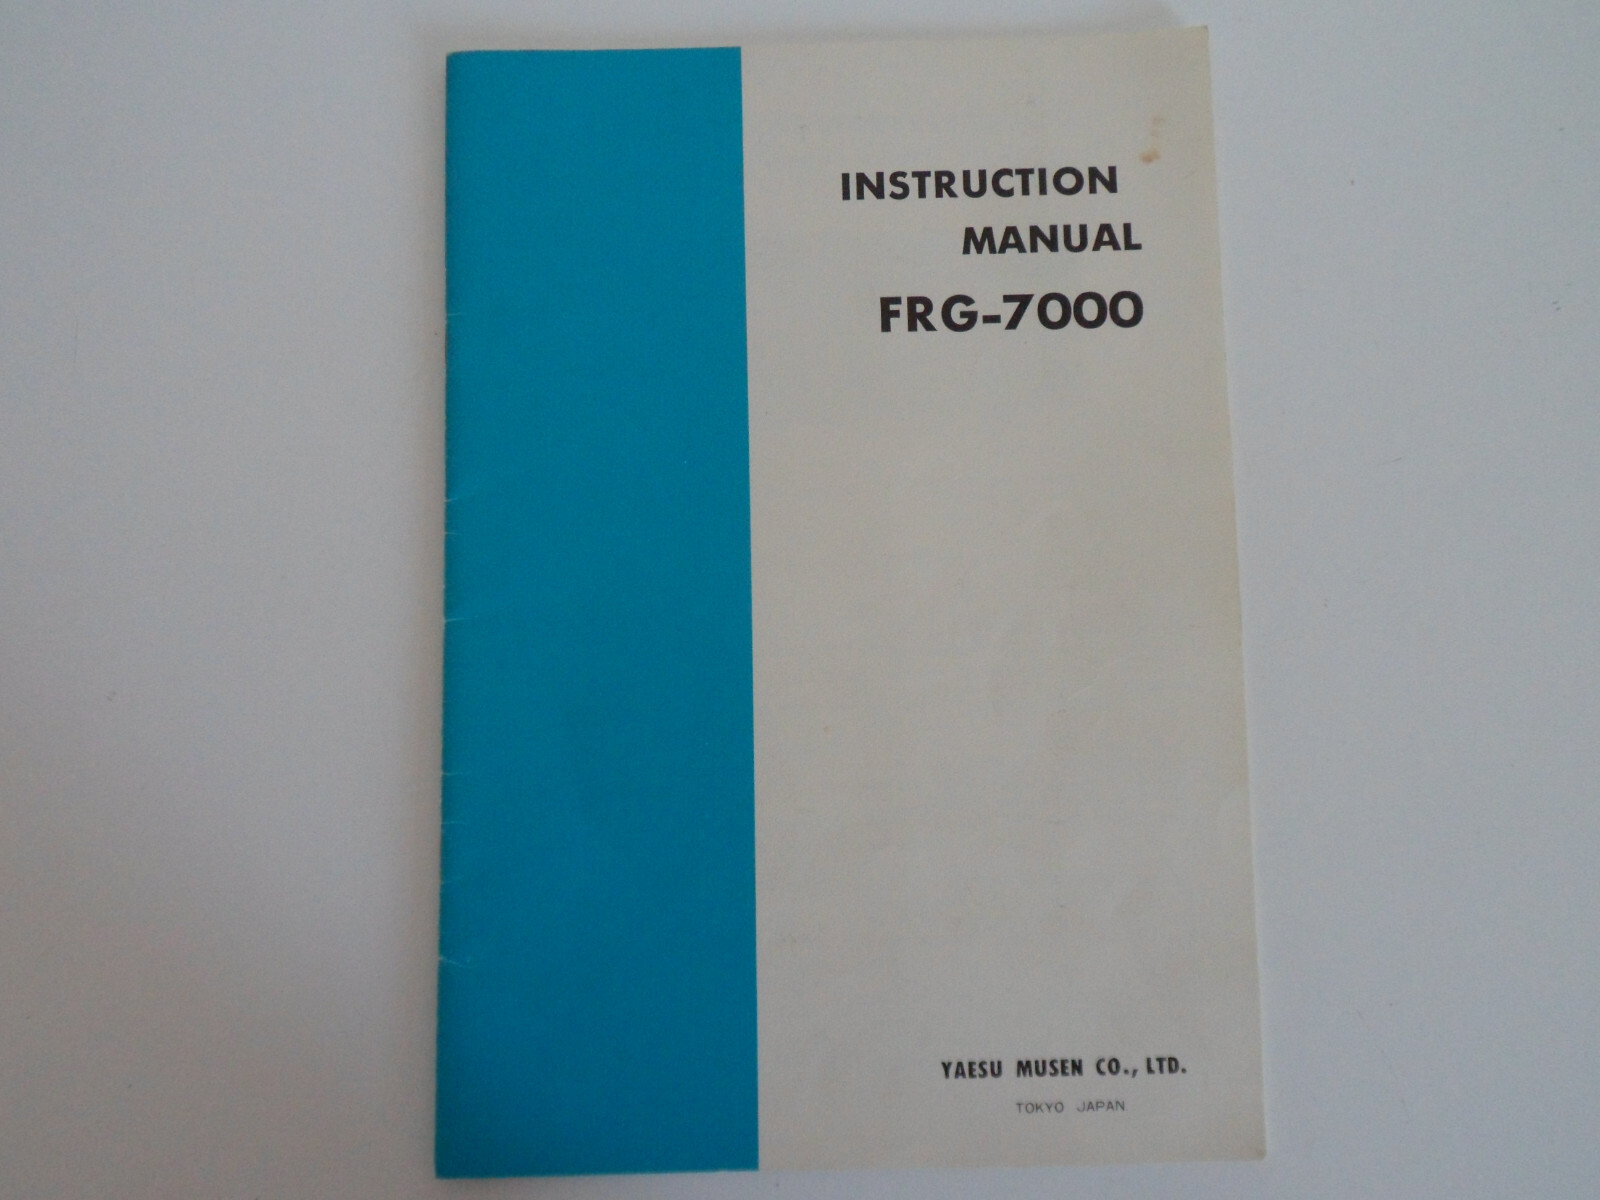 INSTRUCTION
MANUAL
FRG-7000
YAESU MUSEN CO., LTD.
TOKYO JAPAN